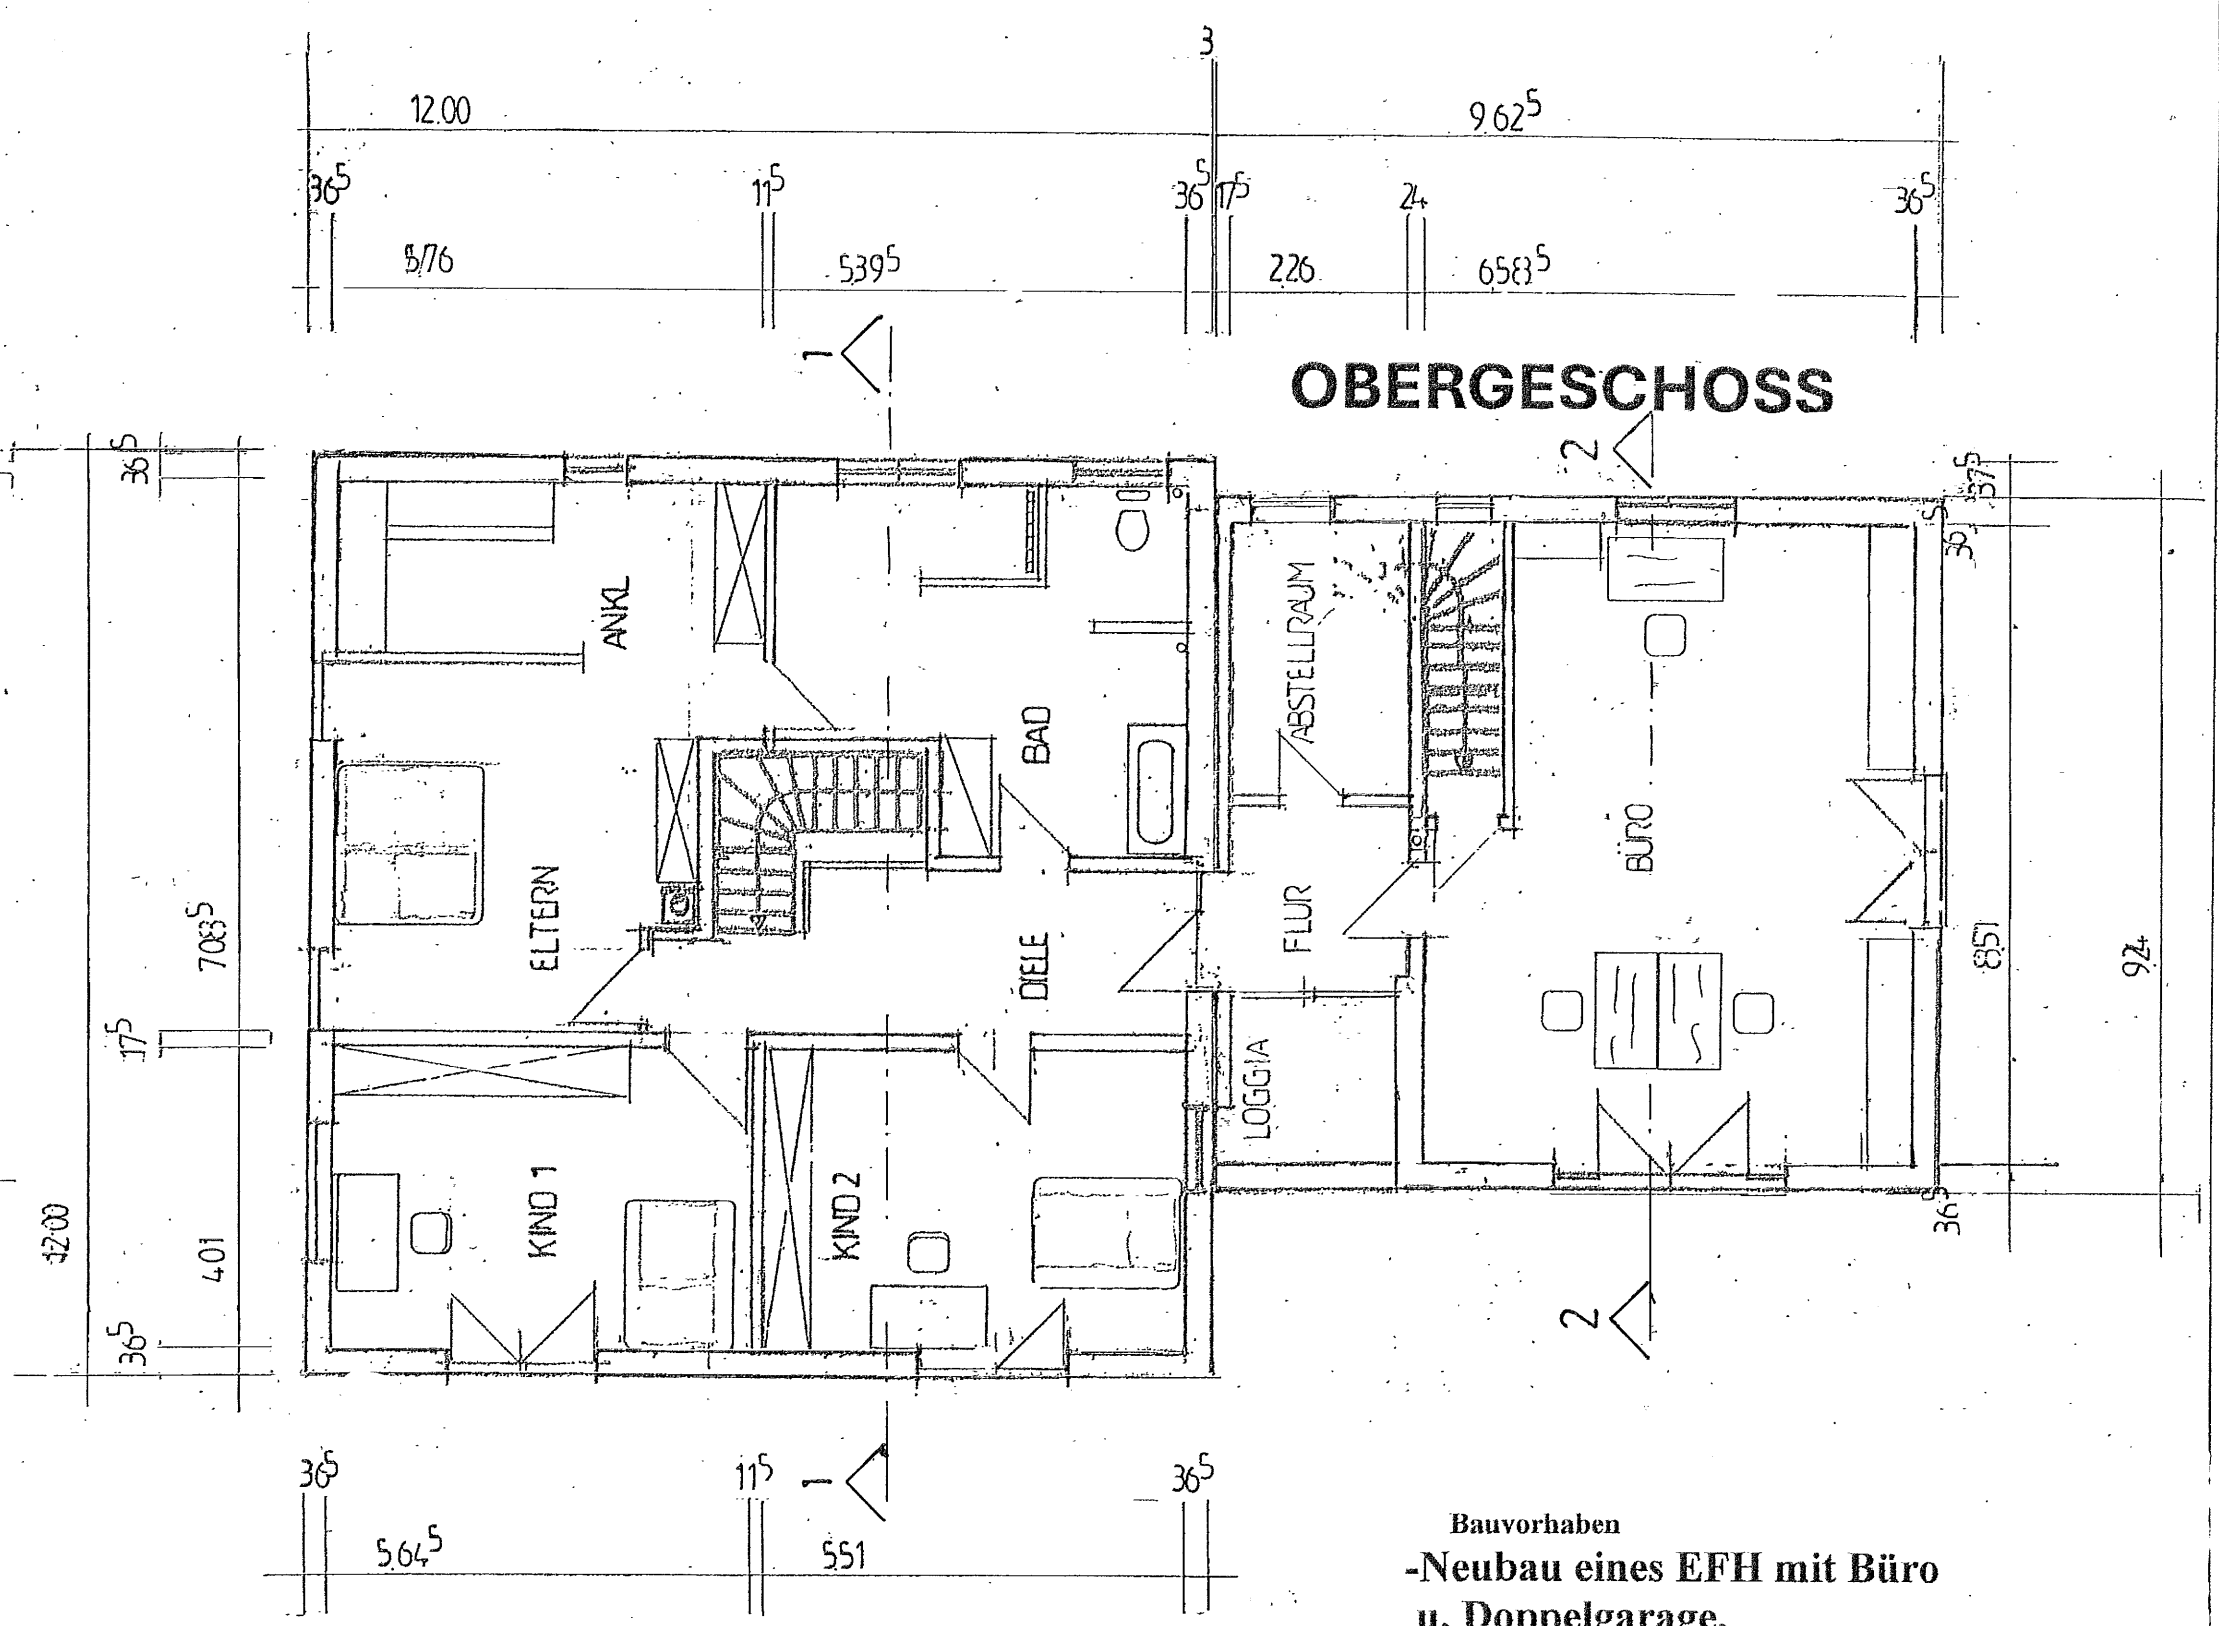 3
12.00
9.62⁵
36⁵
11⁵
36⁵
17⁵
24
36⁵
5.39⁵
2.26
6.58⁵
1
OBERGESCHOSS
2
36⁵
37⁵
36⁵
ANKL
ABSTELLRAUM
BAD
BÜRO
ELTERN
FLUR
DIELE
7.08⁵
8.51
9.24
17⁵
LOGGIA
KIND 1
KIND 2
12.00
4.01
36⁵
36⁵
2
36⁵
11⁵
1
36⁵
5.64⁵
5.51
Bauvorhaben
-Neubau eines EFH mit Büro
u. Doppelgarage.